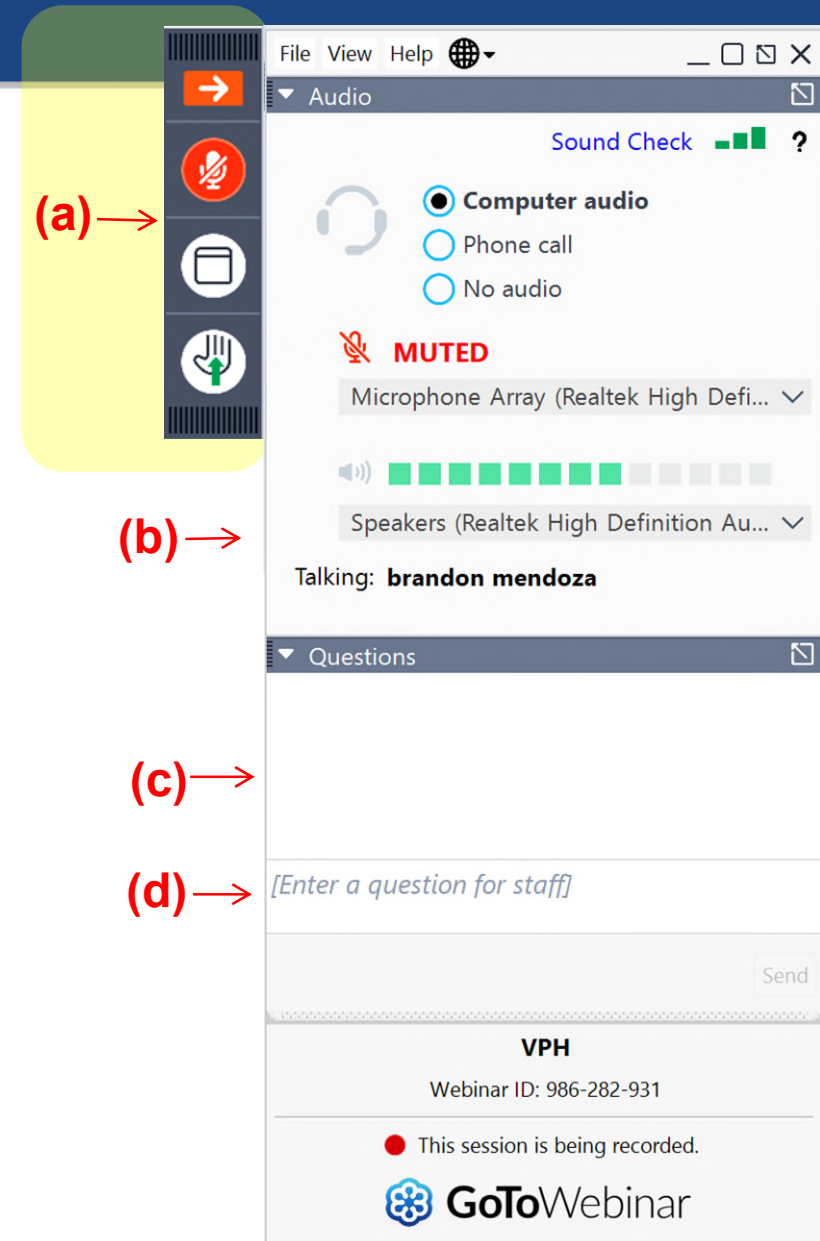 File View Help
Audio
Sound Check ?
(a)
Computer audio
Phone call
No audio
MUTED
Microphone Array (Realtek High Defi...
(b)
Speakers (Realtek High Definition Au...
Talking: brandon mendoza
Questions
(c)
(d)
[Enter a question for staff]
Send
VPH
Webinar ID: 986-282-931
This session is being recorded.
GoToWebinar